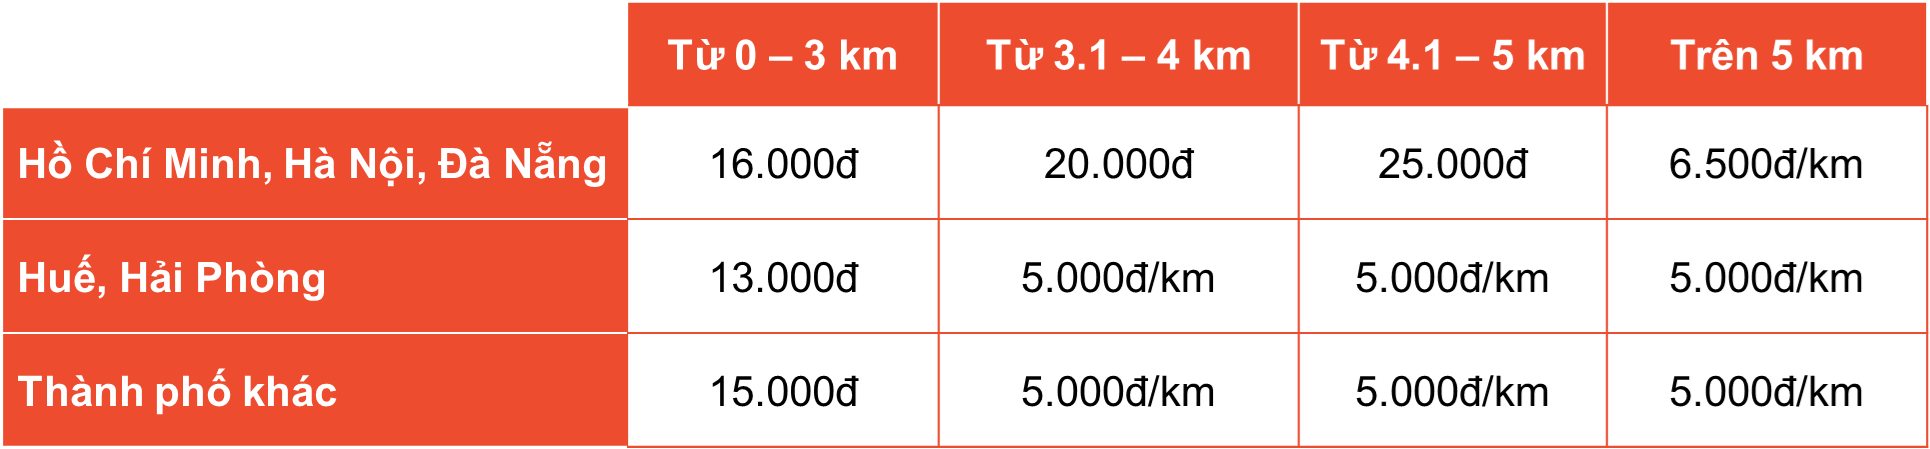 Từ 0 – 3 km Từ 3.1 – 4 km Từ 4.1 – 5 km Trên 5 km
Hồ Chí Minh, Hà Nội, Đà Nẵng 16.000đ 20.000đ 25.000đ 6.500đ/km
Huế, Hải Phòng 13.000đ 5.000đ/km 5.000đ/km 5.000đ/km
Thành phố khác 15.000đ 5.000đ/km 5.000đ/km 5.000đ/km